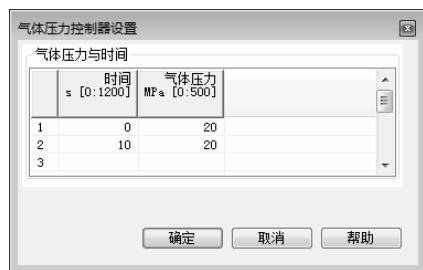 气体压力控制器设置
气体压力与时间
时间 气体压力
s [0:1200] MPa [0:500]
1 0 20
2 10 20
3
确定 取消 帮助